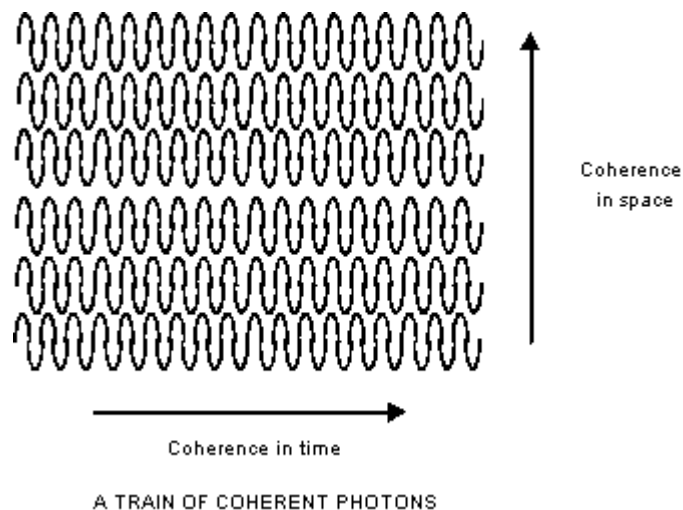 Coherence
in space
Coherence in time
A TRAIN OF COHERENT PHOTONS